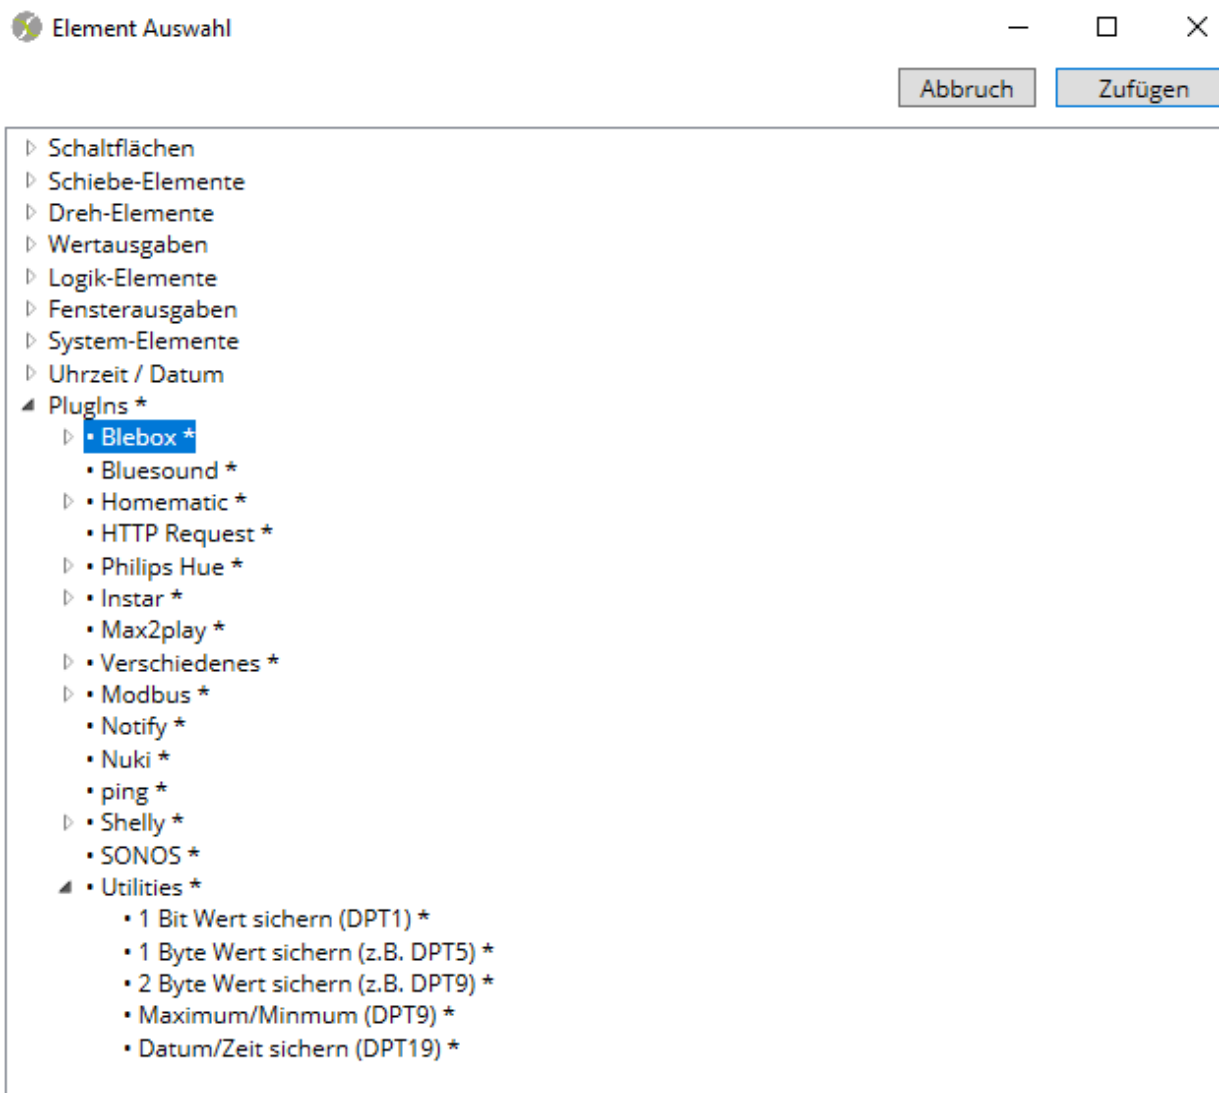 Element Auswahl
Abbruch
Zufügen
Schaltflächen
Schiebe-Elemente
Dreh-Elemente
Wertausgaben
Logik-Elemente
Fensterausgaben
System-Elemente
Uhrzeit / Datum
PlugIns *
• Blebox *
• Bluesound *
• Homematic *
• HTTP Request *
• Philips Hue *
• Instar *
• Max2play *
• Verschiedenes *
• Modbus *
• Notify *
• Nuki *
• ping *
• Shelly *
• SONOS *
• Utilities *
• 1 Bit Wert sichern (DPT1) *
• 1 Byte Wert sichern (z.B. DPT5) *
• 2 Byte Wert sichern (z.B. DPT9) *
• Maximum/Minmum (DPT9) *
• Datum/Zeit sichern (DPT19) *